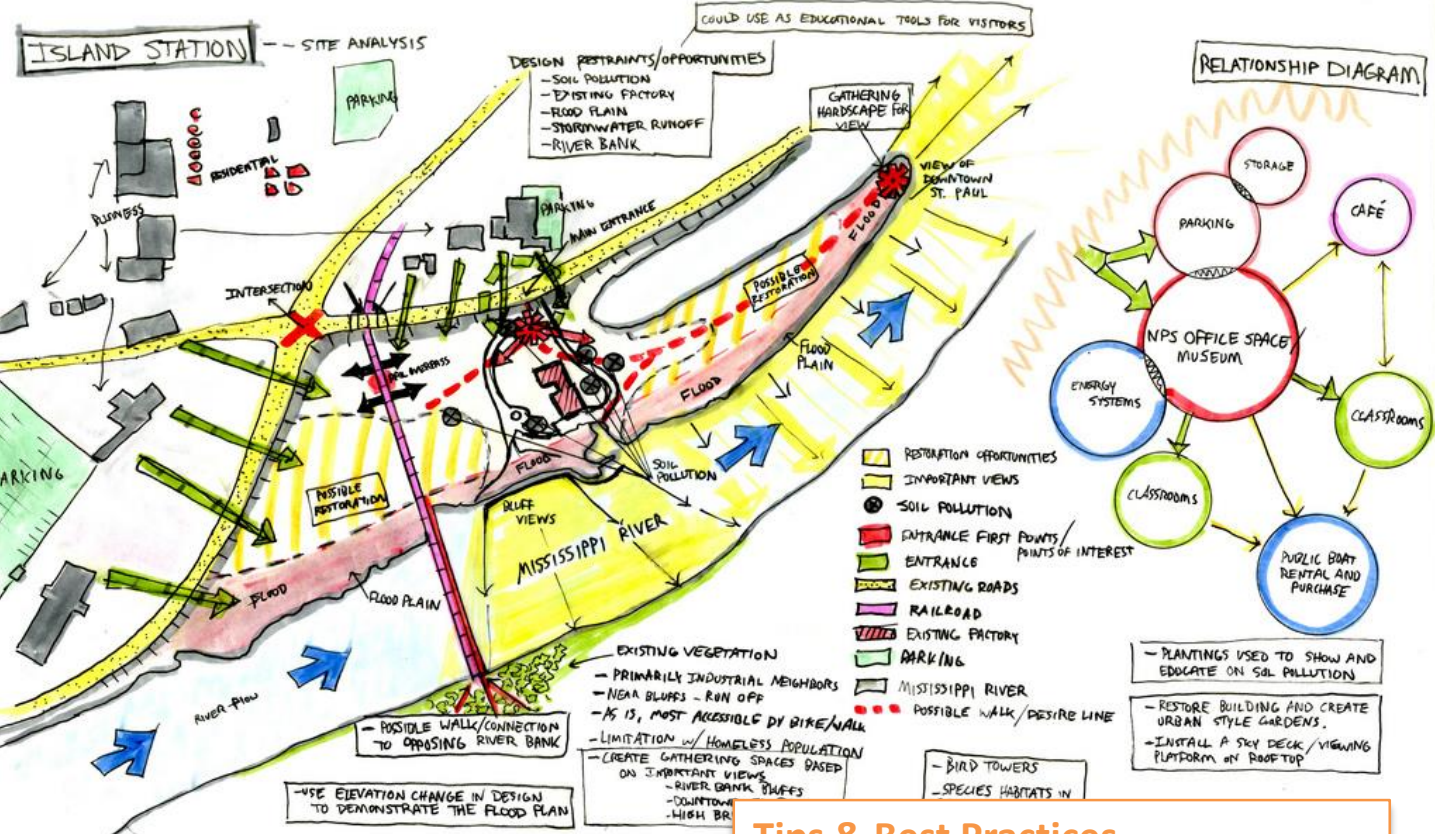 ISLAND STATION -- SITE ANALYSIS
COULD USE AS EDUCATIONAL TOOLS FOR VISITORS
DESIGN RESTRAINTS/OPPORTUNITIES
-SOIL POLLUTION
-EXISTING FACTORY
-FLOOD PLAIN
-STORMWATER RUNOFF
-RIVER BANK
PARKING
RESIDENTIAL
BUSINESS
PARKING
MAIN ENTRANCE
INTERSECTION
GATHERING
HARDSCAPE FOR
VIEW
VIEW OF
DOWNTOWN
ST. PAUL
FLOOD
POSSIBLE
RESTORATION
OVERPASS
FLOOD
PLAIN
FLOOD
FLOOD
SOIL
POLLUTION
POSSIBLE
RESTORATION
ARKING
BLUFF
VIEWS
MISSISSIPPI RIVER
FLOOD
FLOOD PLAIN
RIVER FLOW
RESTORATION OPPORTUNITIES
IMPORTANT VIEWS
SOIL POLLUTION
ENTRANCE FIRST POINTS/
POINTS OF INTEREST
ENTRANCE
EXISTING ROADS
RAILROAD
EXISTING FACTORY
PARKING
MISSISSIPPI RIVER
POSSIBLE WALK/DESIRE LINE
EXISTING VEGETATION
- PRIMARILY INDUSTRIAL NEIGHBORS
-NEAR BLUFFS - RUN OFF
-AS IS, MOST ACCESSIBLE BY BIKE/WALK
-LIMITATION W/ HOMELESS POPULATION
-CREATE GATHERING SPACES BASED
ON IMPORTANT VIEWS
-RIVER BANK BLUFFS
-DOWNTOWN
-HIGH BR
- POSSIBLE WALK/CONNECTION
TO OPPOSING RIVER BANK
-USE ELEVATION CHANGE IN DESIGN
TO DEMONSTRATE THE FLOOD PLAN
- BIRD TOWERS
-SPECIES HABITATS IN
RELATIONSHIP DIAGRAM
STORAGE
PARKING
CAFÉ
NPS OFFICE SPACE/
MUSEUM
ENERGY
SYSTEMS
CLASSROOMS
CLASSROOMS
PUBLIC BOAT
RENTAL AND
PURCHASE
- PLANTINGS USED TO SHOW AND
EDUCATE ON SOIL POLLUTION
- RESTORE BUILDING AND CREATE
URBAN STYLE GARDENS.
-INSTALL A SKY DECK/VIEWING
PLATFORM ON ROOFTOP
Tips & Best Practices